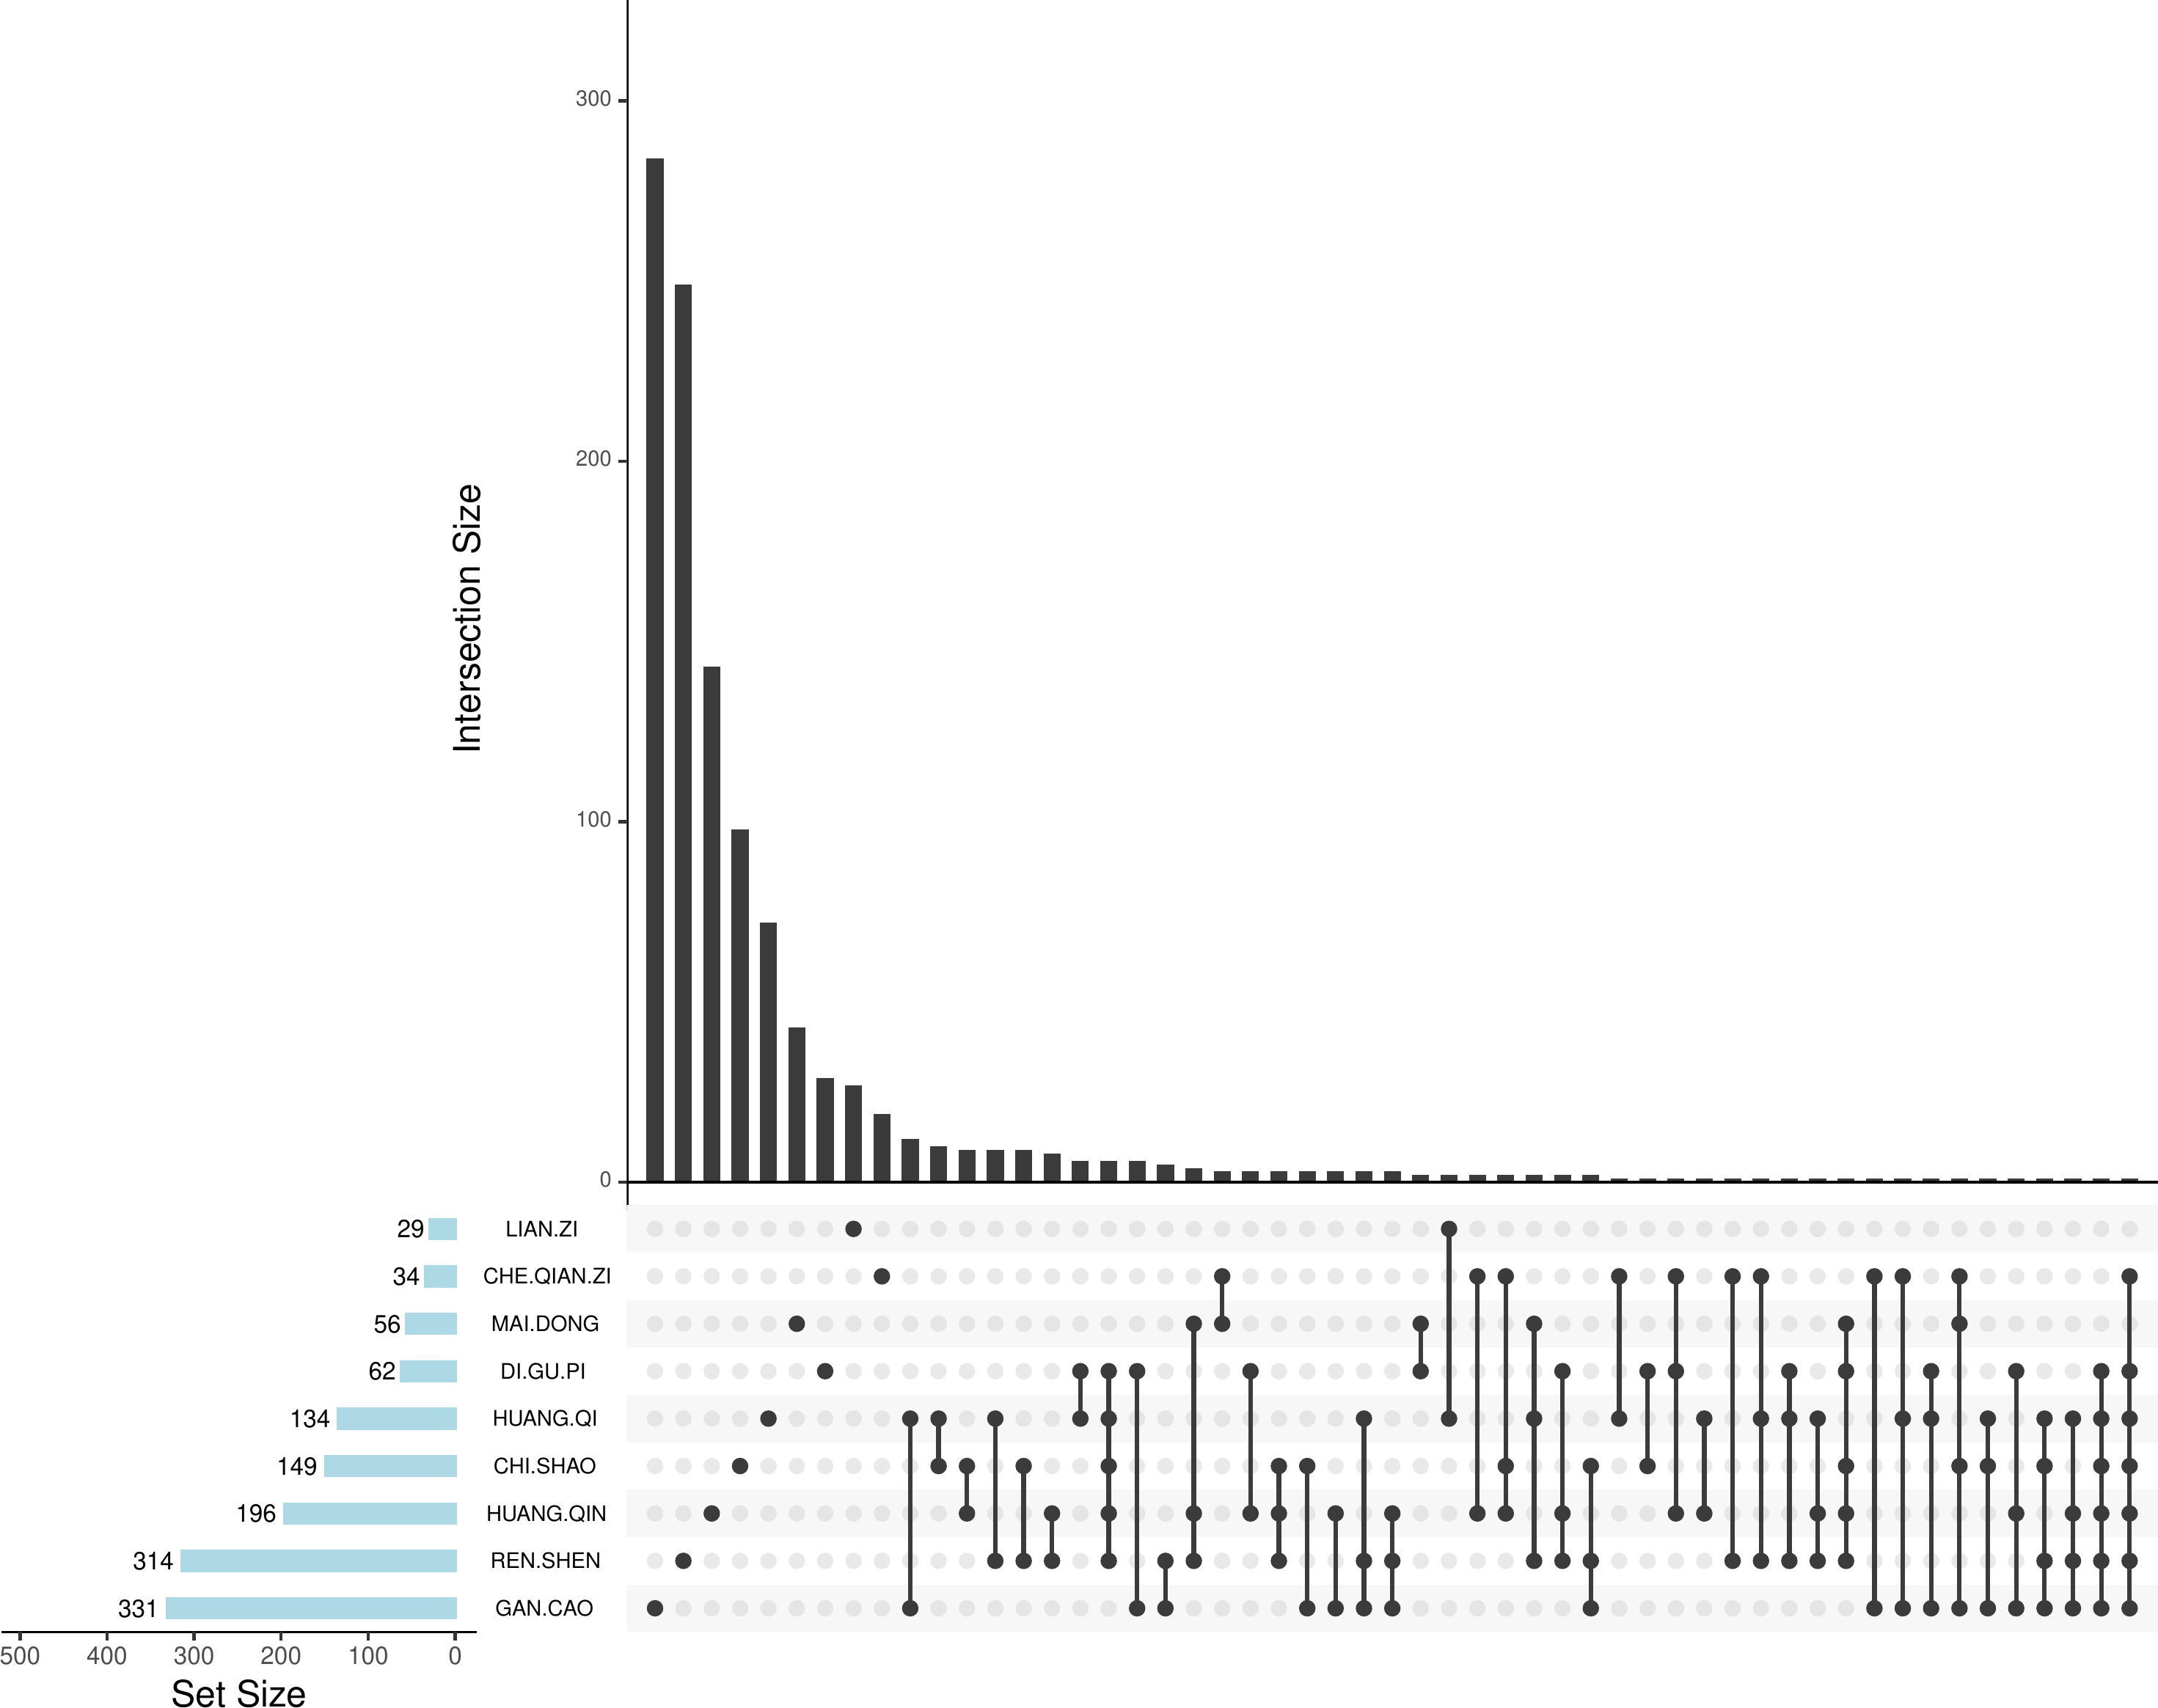 300
200
100
0
Intersection Size
29 LIAN.ZI
34 CHE.QIAN.ZI
56 MAI.DONG
62 DI.GU.PI
134 HUANG.QI
149 CHI.SHAO
196 HUANG.QIN
314 REN.SHEN
331 GAN.CAO
500 400 300 200 100 0
Set Size